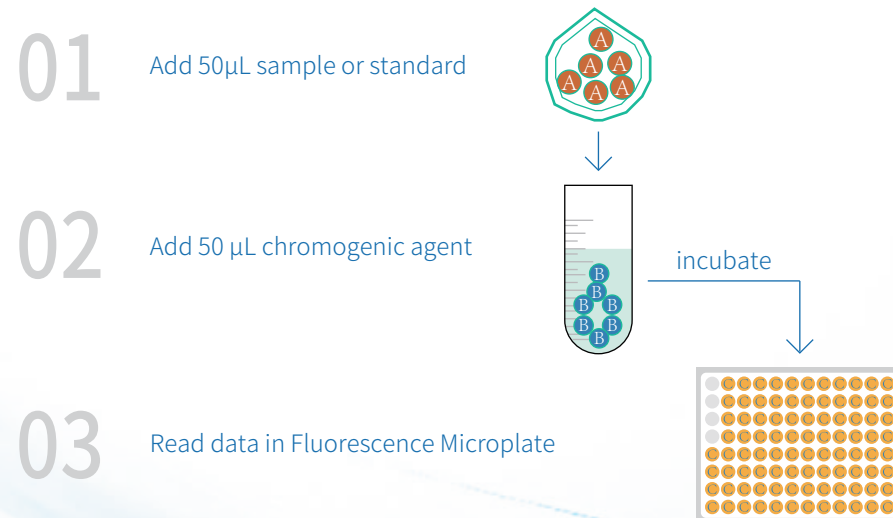 01
Add 50μL sample or standard
A
A A
A A A
02
Add 50 μL chromogenic agent
incubate
B
B
B B
B B
B
03
Read data in Fluorescence Microplate
C C C C C C C C C C C
C C C C C C C C C C C
C C C C C C C C C C C
C C C C C C C C C C C
C C C C C C C C C C C C
C C C C C C C C C C C C
C C C C C C C C C C C C
C C C C C C C C C C C C